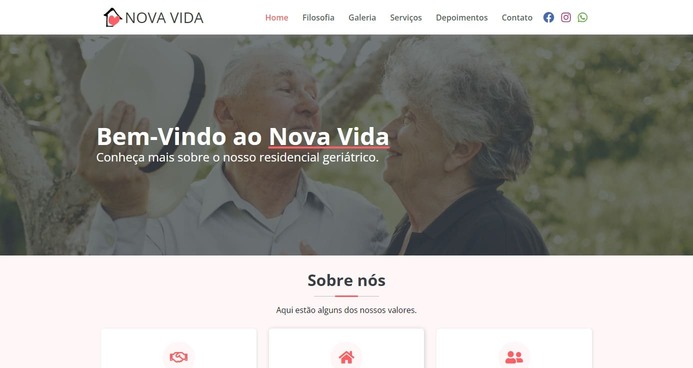 NOVA VIDA
Home Filosofia Galeria Serviços Depoimentos Contato
Bem-Vindo ao Nova Vida
Conheça mais sobre o nosso residencial geriátrico.
Sobre nós
Aqui estão alguns dos nossos valores.